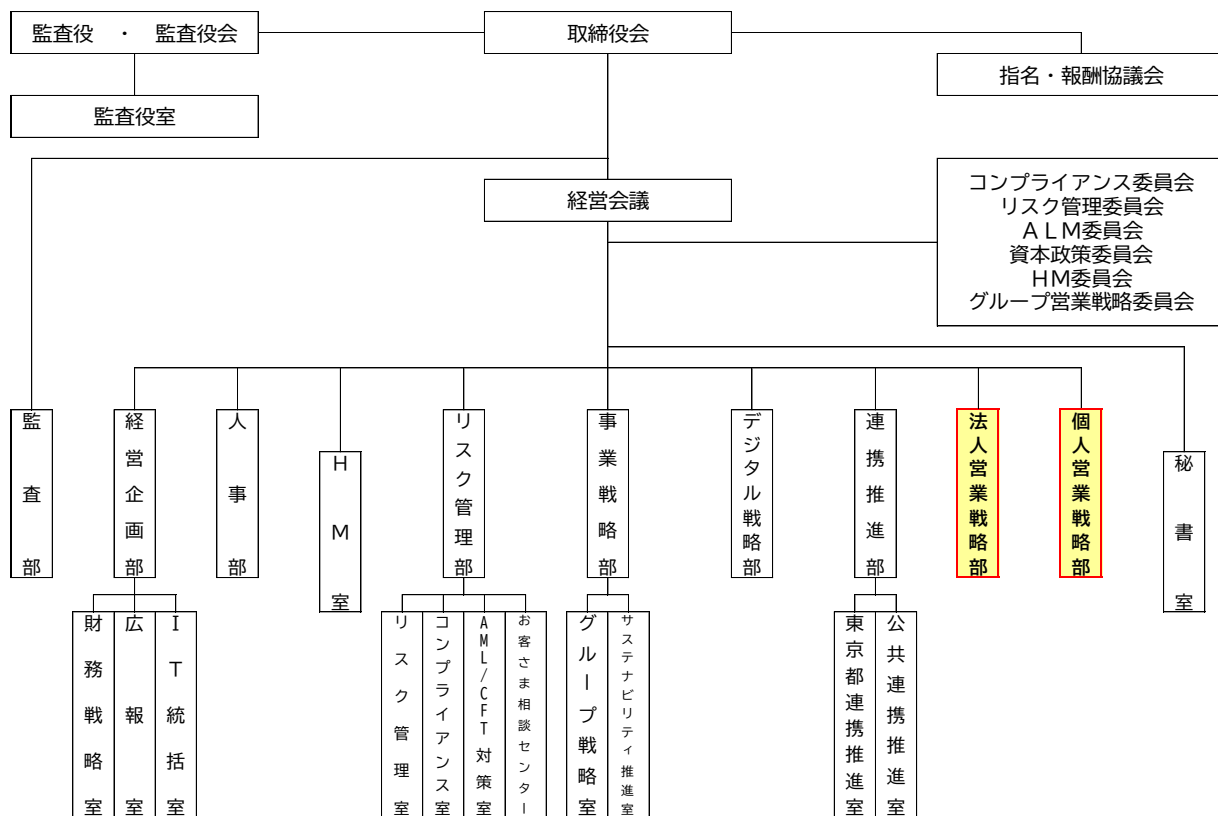 監査役　・　監査役会
取締役会
指名・報酬協議会
監査役室
経営会議
コンプライアンス委員会
リスク管理委員会
ＡＬＭ委員会
資本政策委員会
ＨＭ委員会
グループ営業戦略委員会
監査部
経営企画部
人事部
ＨＭ室
リスク管理部
事業戦略部
デジタル戦略部
連携推進部
法人営業戦略部
個人営業戦略部
秘書室
財務戦略室
広報室
ＩＴ統括室
リスク管理室
コンプライアンス室
AML/CFT対策室
お客さま相談センター
グループ戦略室
サステナビリティ推進室
東京都連携推進室
公共連携推進室